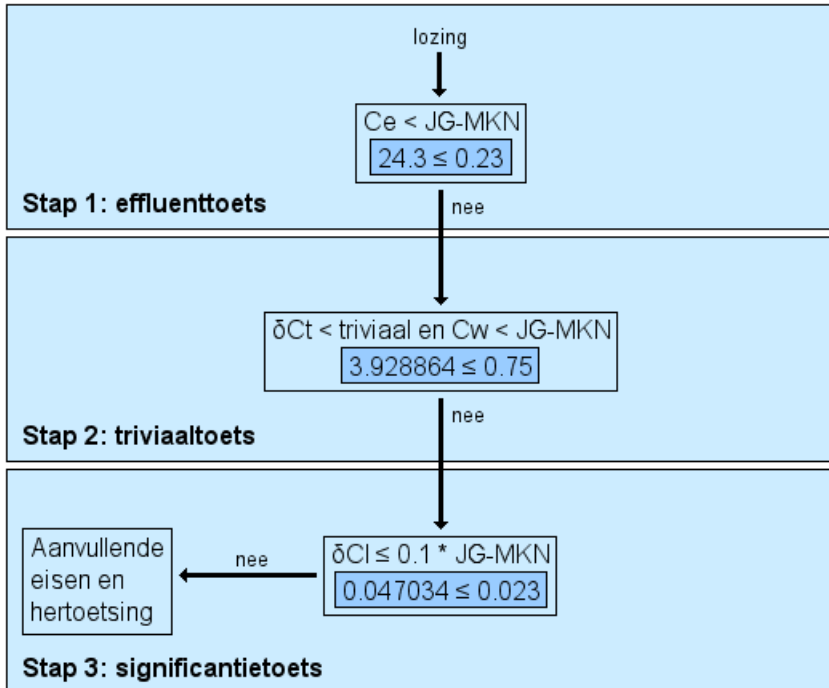 lozing
Ce < JG-MKN
24.3 ≤ 0.23
Stap 1: effluenttoets
nee
δCt < triviaal en Cw < JG-MKN
3.928864 ≤ 0.75
Stap 2: triviaaltoets
nee
δCl ≤ 0.1 * JG-MKN
0.047034 ≤ 0.023
nee
Aanvullende
eisen en
hertoetsing
Stap 3: significantietoets